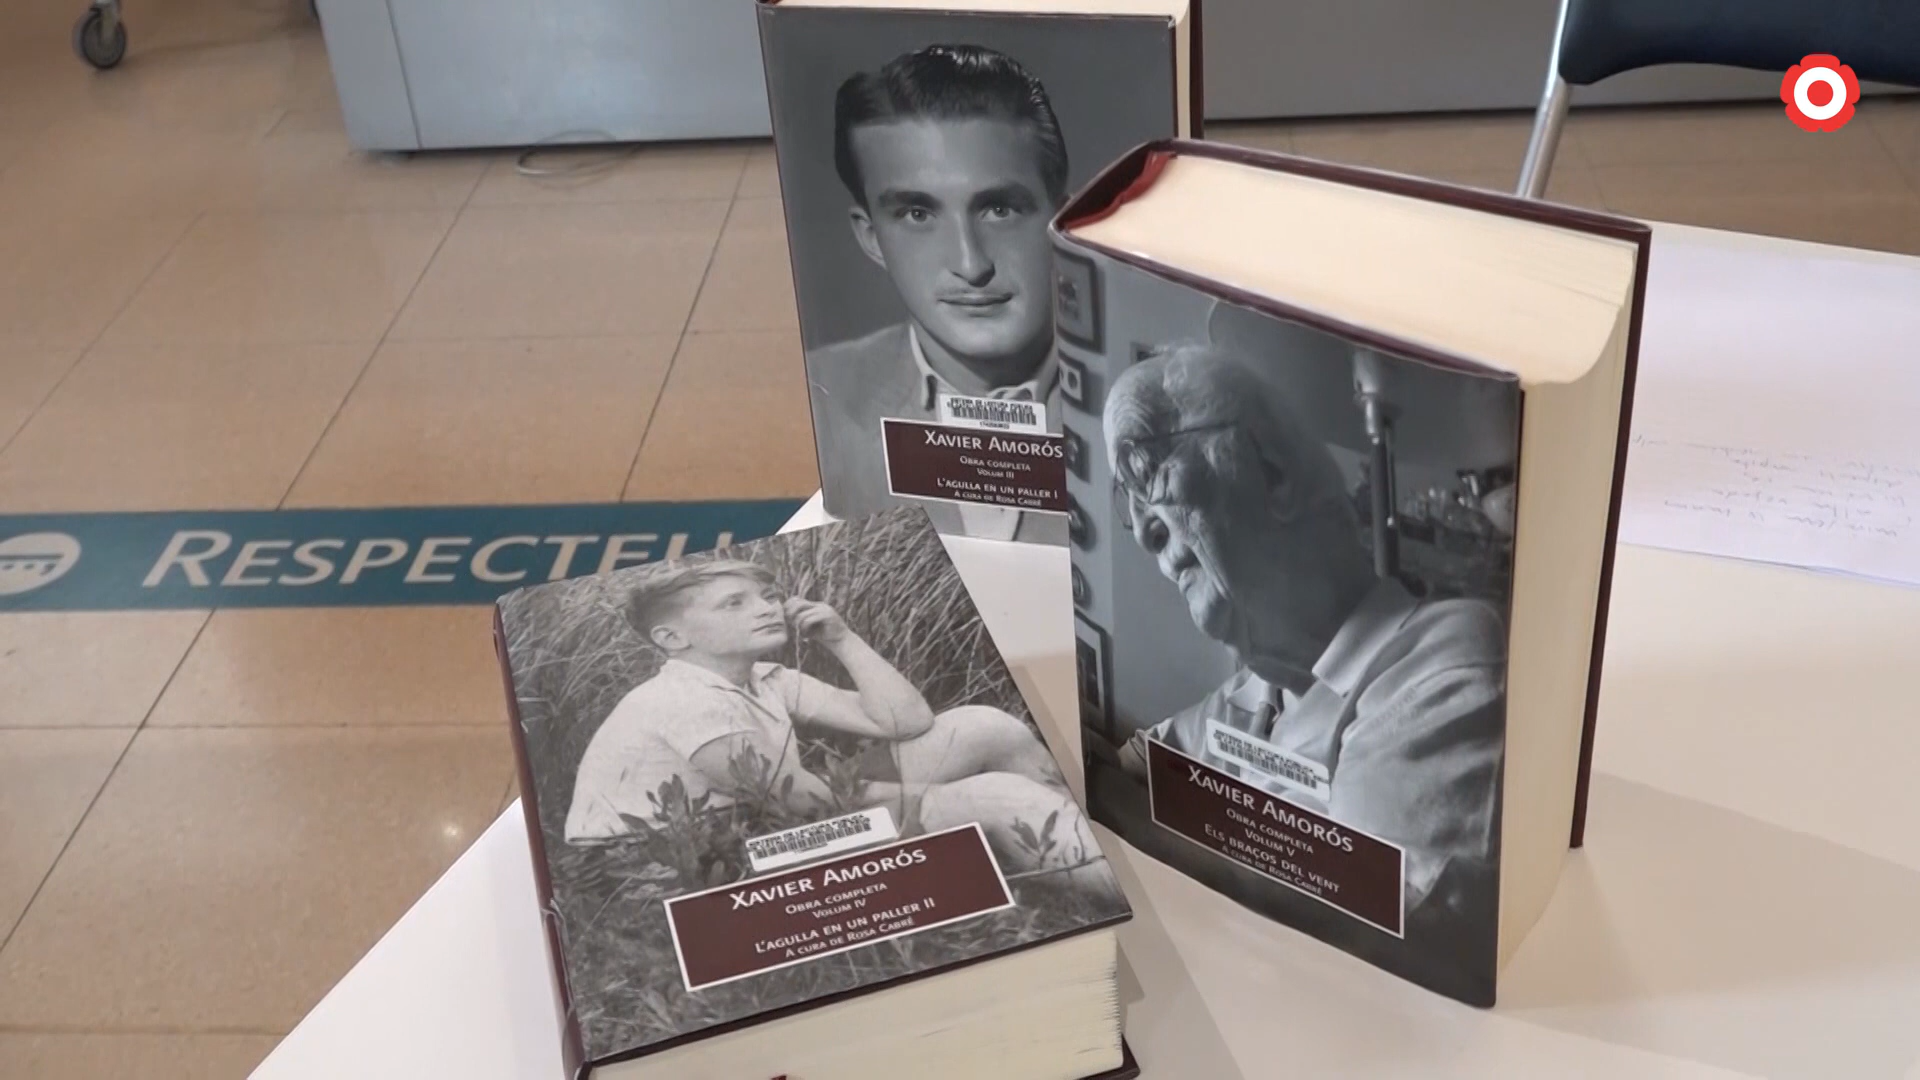 XAVIER AMORÓS
OBRA COMPLETA
VOLUM III
L'AGULLA EN UN PALLER I
A CURA DE ROSA CABRÉ
RESPECTEU
XAVIER AMORÓS
OBRA COMPLETA
VOLUM V
ELS BRAÇOS DEL VENT
A CURA DE ROSA CABRÉ
XAVIER AMORÓS
OBRA COMPLETA
VOLUM IV
L'AGULLA EN UN PALLER II
A CURA DE ROSA CABRÉ